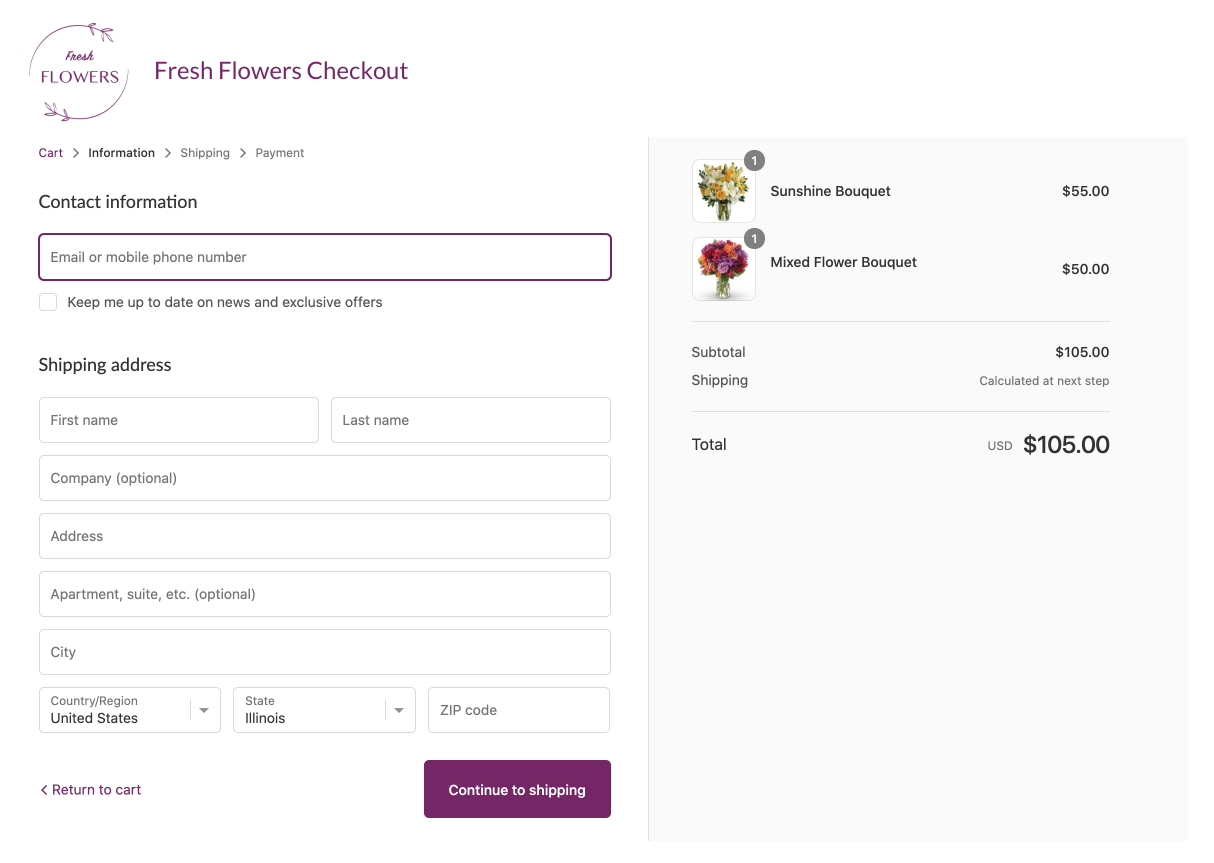 Fresh
FLOWERS
Fresh Flowers Checkout
Cart > Information > Shipping > Payment
Contact information
Email or mobile phone number
Keep me up to date on news and exclusive offers
Shipping address
First name
Last name
Company (optional)
Address
Apartment, suite, etc. (optional)
City
Country/Region
United States
State
Illinois
ZIP code
< Return to cart
Continue to shipping
1
Sunshine Bouquet $55.00
1
Mixed Flower Bouquet $50.00
Subtotal $105.00
Shipping Calculated at next step
Total USD $105.00